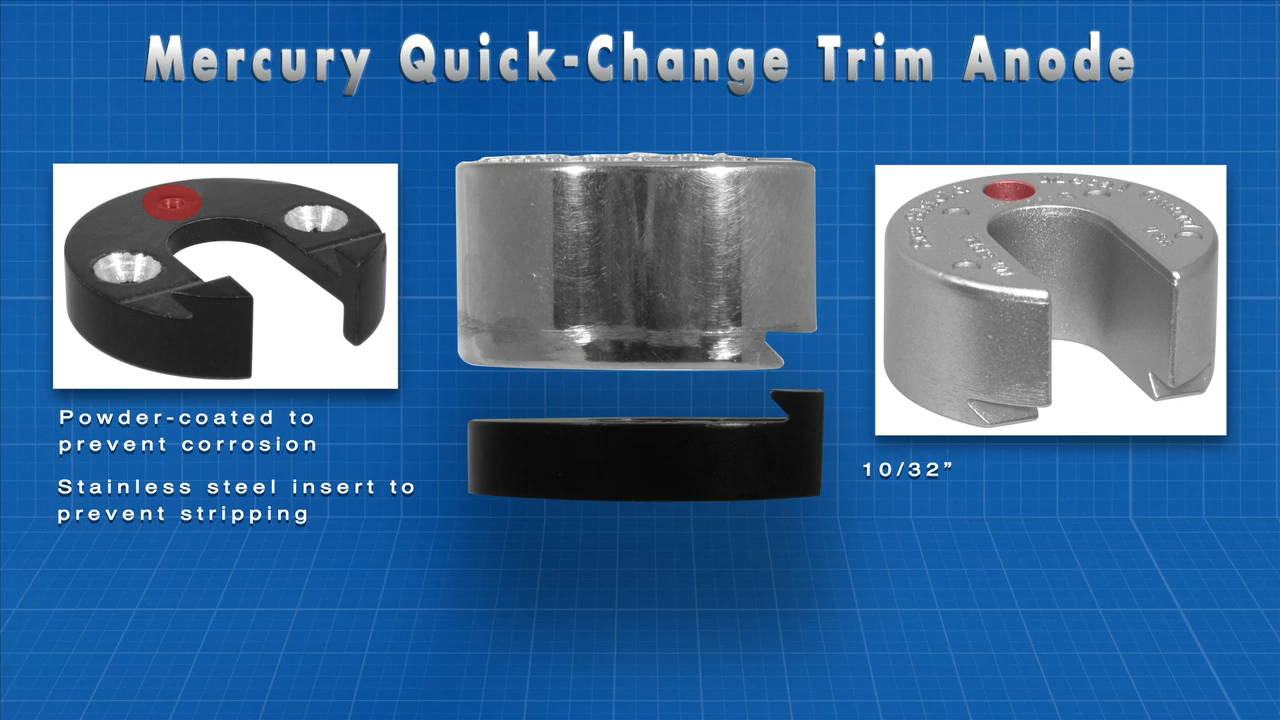 Mercury Quick-Change Trim Anode
Powder-coated to
prevent corrosion
Stainless steel insert to
prevent stripping
10/32”